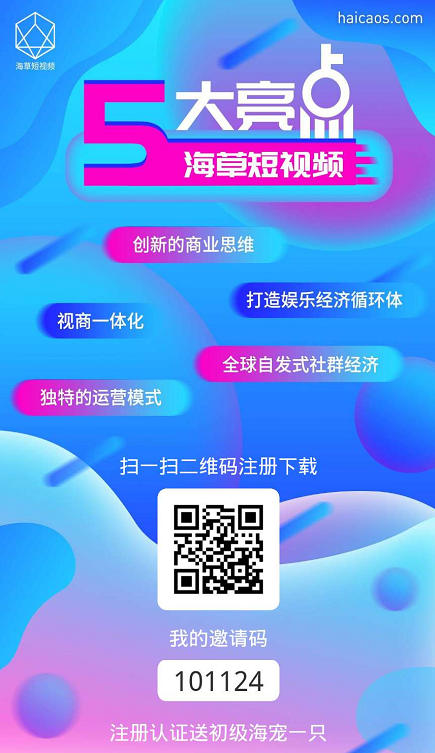 海草短视频
haicaos.com
5大亮点
海草短视频
创新的商业思维
打造娱乐经济循环体
视商一体化
全球自发式社群经济
独特的运营模式
扫一扫二维码注册下载
我的邀请码
101124
注册认证送初级海宠一只